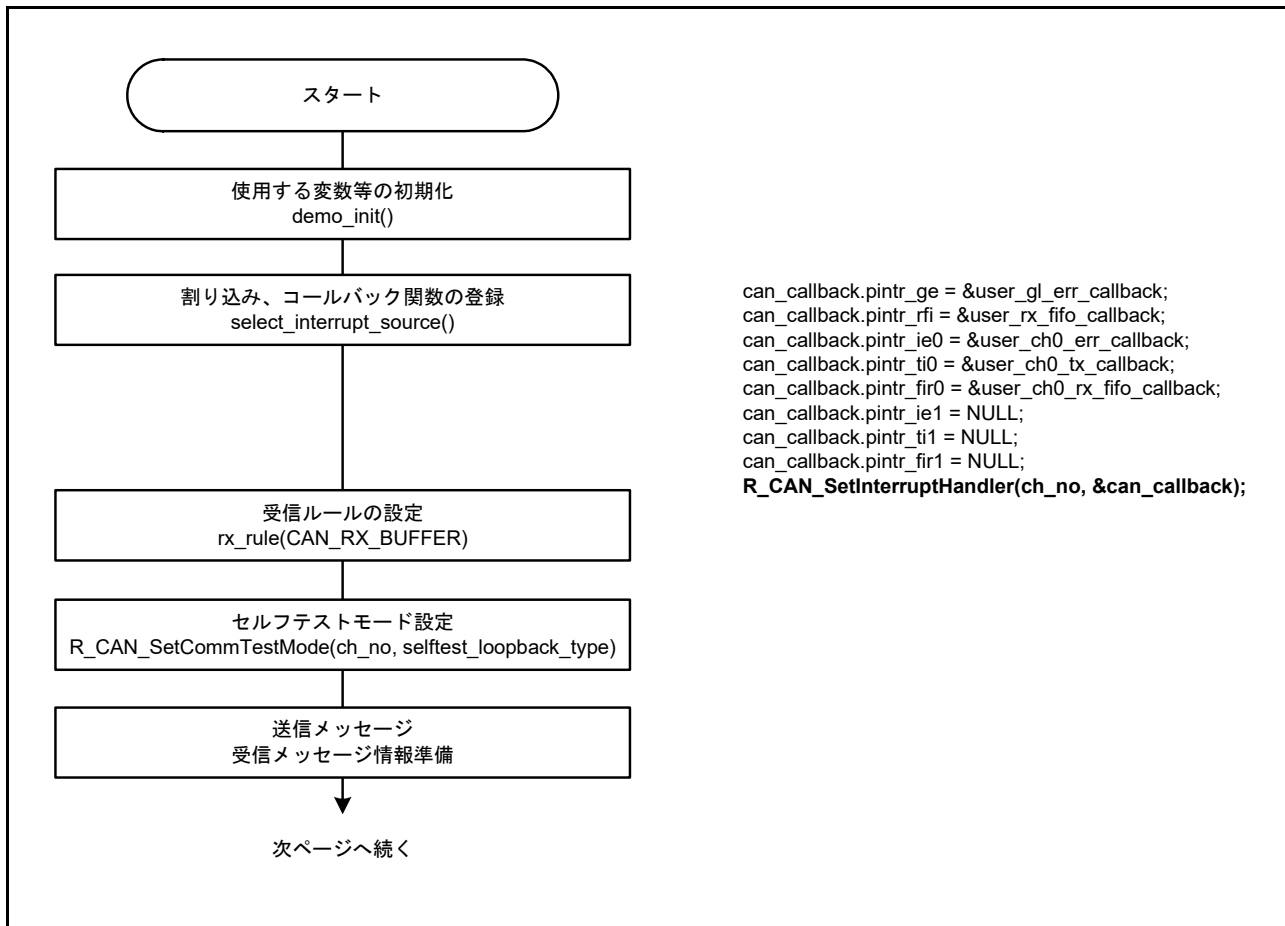 スタート
使用する変数等の初期化
demo_init()
割り込み、コールバック関数の登録
select_interrupt_source()
can_callback.pintr_ge = &user_gl_err_callback;
can_callback.pintr_rfi = &user_rx_fifo_callback;
can_callback.pintr_ie0 = &user_ch0_err_callback;
can_callback.pintr_ti0 = &user_ch0_tx_callback;
can_callback.pintr_fir0 = &user_ch0_rx_fifo_callback;
can_callback.pintr_ie1 = NULL;
can_callback.pintr_ti1 = NULL;
can_callback.pintr_fir1 = NULL;
R_CAN_SetInterruptHandler(ch_no, &can_callback);
受信ルールの設定
rx_rule(CAN_RX_BUFFER)
セルフテストモード設定
R_CAN_SetCommTestMode(ch_no, selftest_loopback_type)
送信メッセージ
受信メッセージ情報準備
次ページへ続く